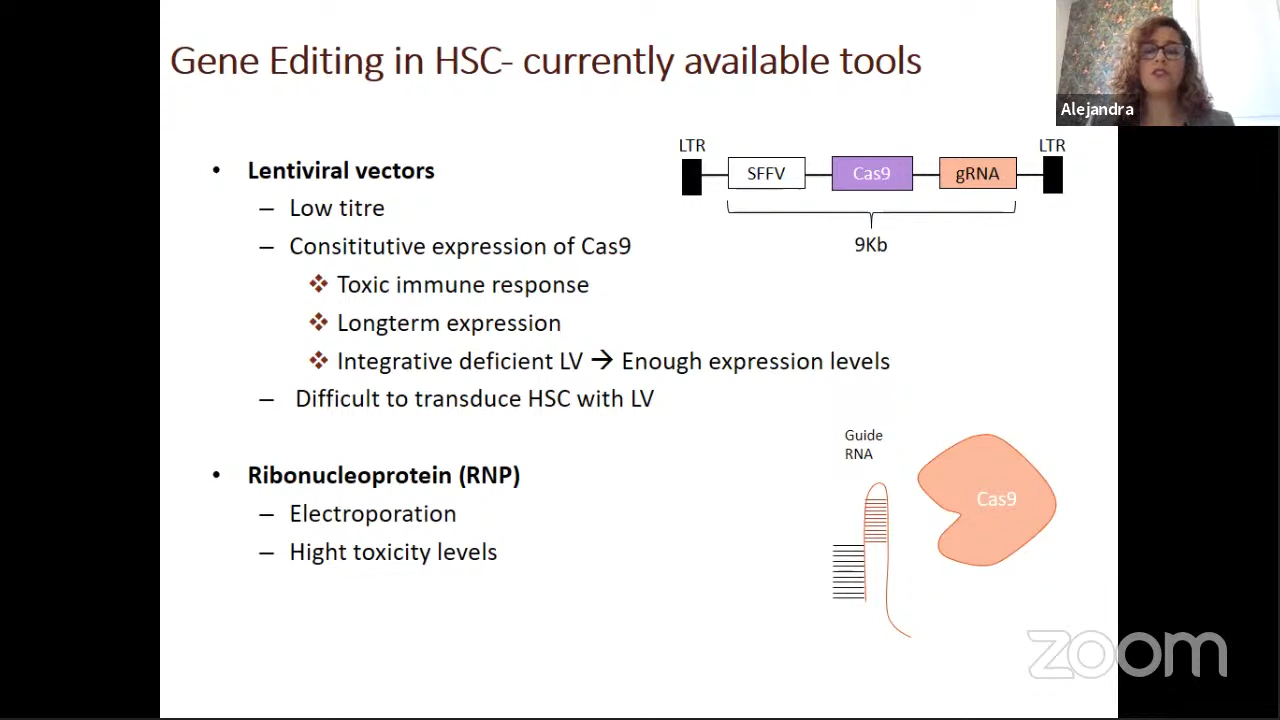 Gene Editing in HSC- currently available tools
Alejandra
• Lentiviral vectors
– Low titre
– Consititutive expression of Cas9
❖ Toxic immune response
❖ Longterm expression
❖ Integrative deficient LV → Enough expression levels
– Difficult to transduce HSC with LV
LTR
LTR
SFFV
Cas9
gRNA
9Kb
• Ribonucleoprotein (RNP)
– Electroporation
– Hight toxicity levels
Guide
RNA
Cas9
zoom